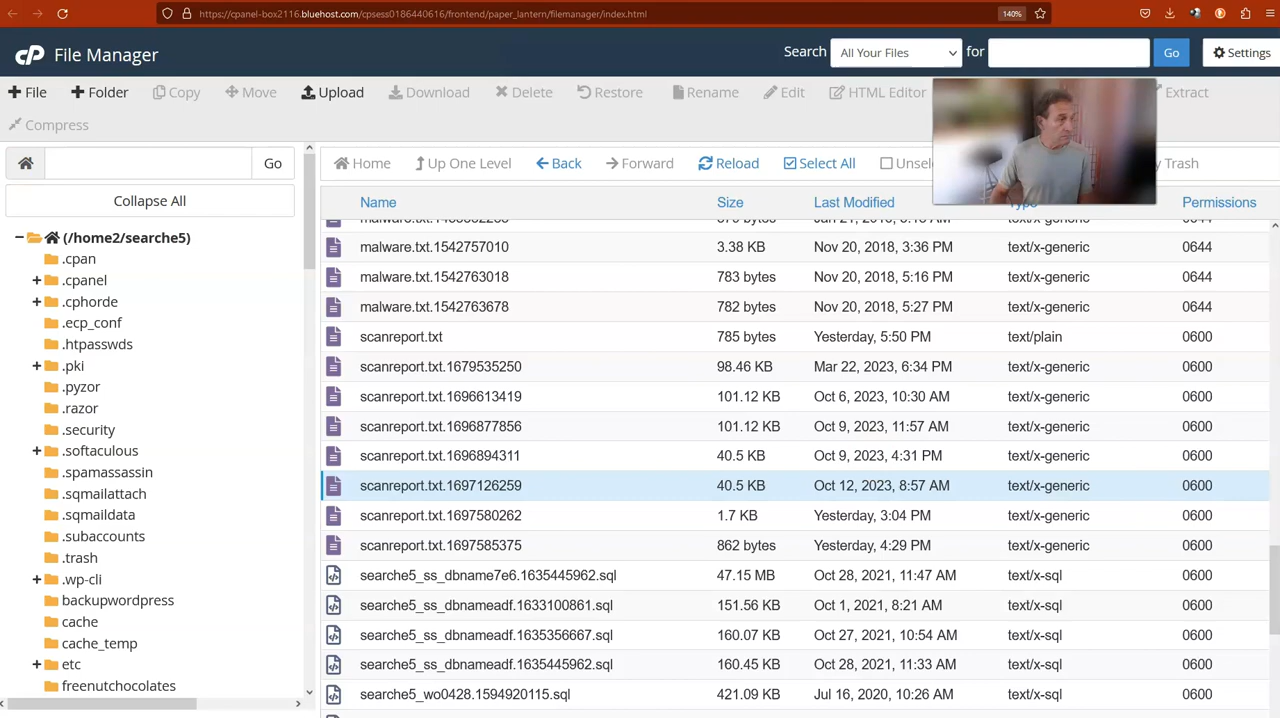 https://cpanel-box2116.bluehost.com/cpsess0186440616/frontend/paper_lantern/filemanager/index.html 140%
cP File Manager Search All Your Files for Go Settings
File Folder Copy Move Upload Download Delete Restore Rename Edit HTML Editor Extract
Compress
Go Home Up One Level Back Forward Reload Select All Unsele Trash
Collapse All
Name Size Last Modified Type Permissions
(/home2/searche5)
.cpan
.cpanel
.cphorde
.ecp_conf
.htpasswds
.pki
.pyzor
.razor
.security
.softaculous
.spamassassin
.sqmailattach
.sqmaildata
.subaccounts
.trash
.wp-cli
backupwordpress
cache
cache_temp
etc
freenutchocolates
malware.txt.1542757010 3.38 KB Nov 20, 2018, 3:36 PM text/x-generic 0644
malware.txt.1542763018 783 bytes Nov 20, 2018, 5:16 PM text/x-generic 0644
malware.txt.1542763678 782 bytes Nov 20, 2018, 5:27 PM text/x-generic 0644
scanreport.txt 785 bytes Yesterday, 5:50 PM text/plain 0600
scanreport.txt.1679535250 98.46 KB Mar 22, 2023, 6:34 PM text/x-generic 0600
scanreport.txt.1696613419 101.12 KB Oct 6, 2023, 10:30 AM text/x-generic 0600
scanreport.txt.1696877856 101.12 KB Oct 9, 2023, 11:57 AM text/x-generic 0600
scanreport.txt.1696894311 40.5 KB Oct 9, 2023, 4:31 PM text/x-generic 0600
scanreport.txt.1697126259 40.5 KB Oct 12, 2023, 8:57 AM text/x-generic 0600
scanreport.txt.1697580262 1.7 KB Yesterday, 3:04 PM text/x-generic 0600
scanreport.txt.1697585375 862 bytes Yesterday, 4:29 PM text/x-generic 0600
searche5_ss_dbname7e6.1635445962.sql 47.15 MB Oct 28, 2021, 11:47 AM text/x-sql 0600
searche5_ss_dbnameadf.1633100861.sql 151.56 KB Oct 1, 2021, 8:21 AM text/x-sql 0600
searche5_ss_dbnameadf.1635356667.sql 160.07 KB Oct 27, 2021, 10:54 AM text/x-sql 0600
searche5_ss_dbnameadf.1635445962.sql 160.45 KB Oct 28, 2021, 11:33 AM text/x-sql 0600
searche5_wo0428.1594920115.sql 421.09 KB Jul 16, 2020, 10:26 AM text/x-sql 0600